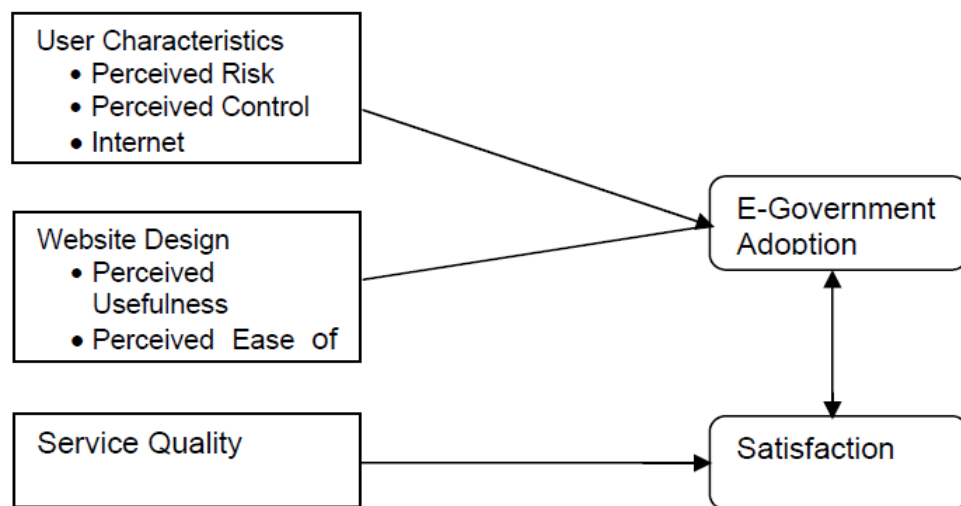 User Characteristics
• Perceived Risk
• Perceived Control
• Internet
Website Design
• Perceived
Usefulness
• Perceived Ease of
Service Quality
E-Government
Adoption
Satisfaction